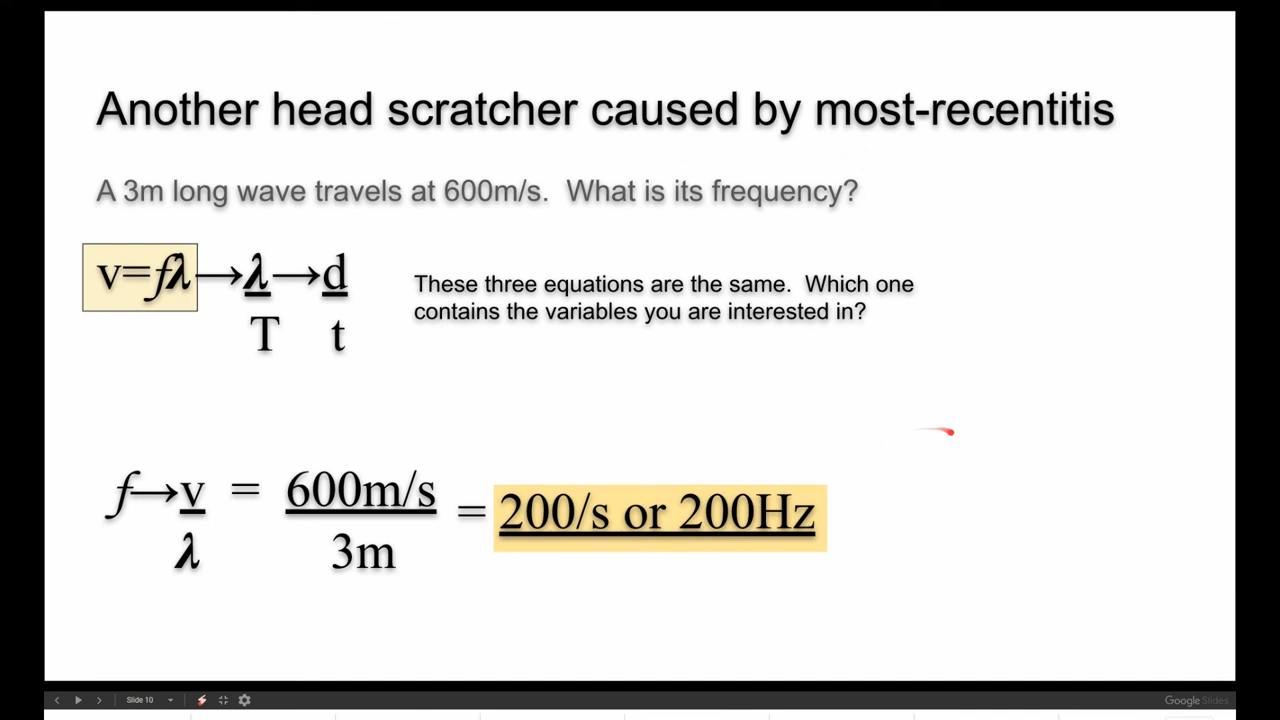 Another head scratcher caused by most-recentitis
A 3m long wave travels at 600m/s.  What is its frequency?
v=fλ→λ→d
T t
These three equations are the same.  Which one
contains the variables you are interested in?
f→v = 600m/s = 200/s or 200Hz
λ 3m
Slide 10
Google Slides